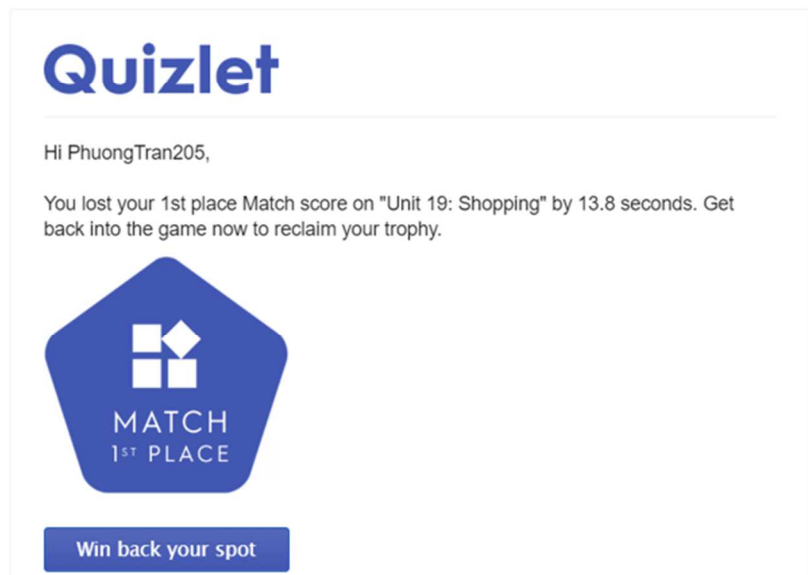 Quizlet
Hi PhuongTran205,
You lost your 1st place Match score on "Unit 19: Shopping" by 13.8 seconds. Get
back into the game now to reclaim your trophy.
MATCH
1ST PLACE
Win back your spot